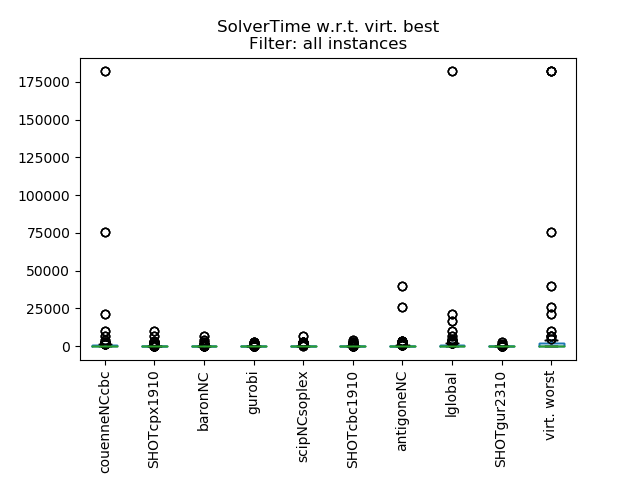 SolverTime w.r.t. virt. best
Filter: all instances
175000
150000
125000
100000
75000
50000
25000
0
couenneNCcbc
SHOTcpx1910
baronNC
gurobi
scipNCsoplex
SHOTcbc1910
antigoneNC
lglobal
SHOTgur2310
virt. worst